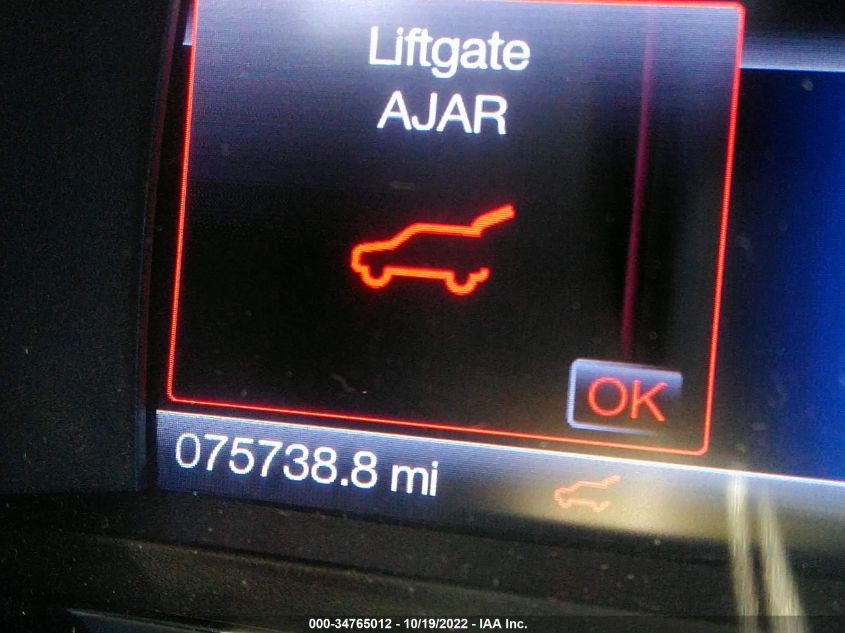 Liftgate
AJAR
OK
075738.8 mi
000-34765012 - 10/19/2022 - IAA Inc.